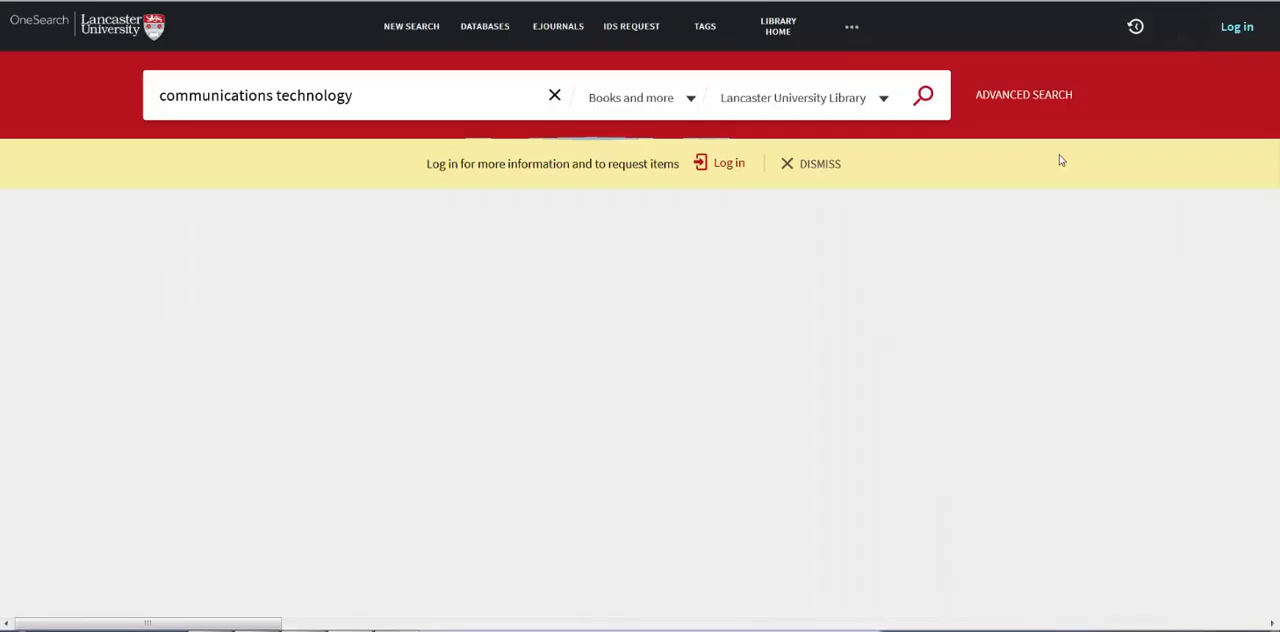 OneSearch
Lancaster
University
NEW SEARCH
DATABASES
EJOURNALS
IDS REQUEST
TAGS
LIBRARY
HOME
Log in
communications technology
Books and more
Lancaster University Library
ADVANCED SEARCH
Log in for more information and to request items
Log in
DISMISS